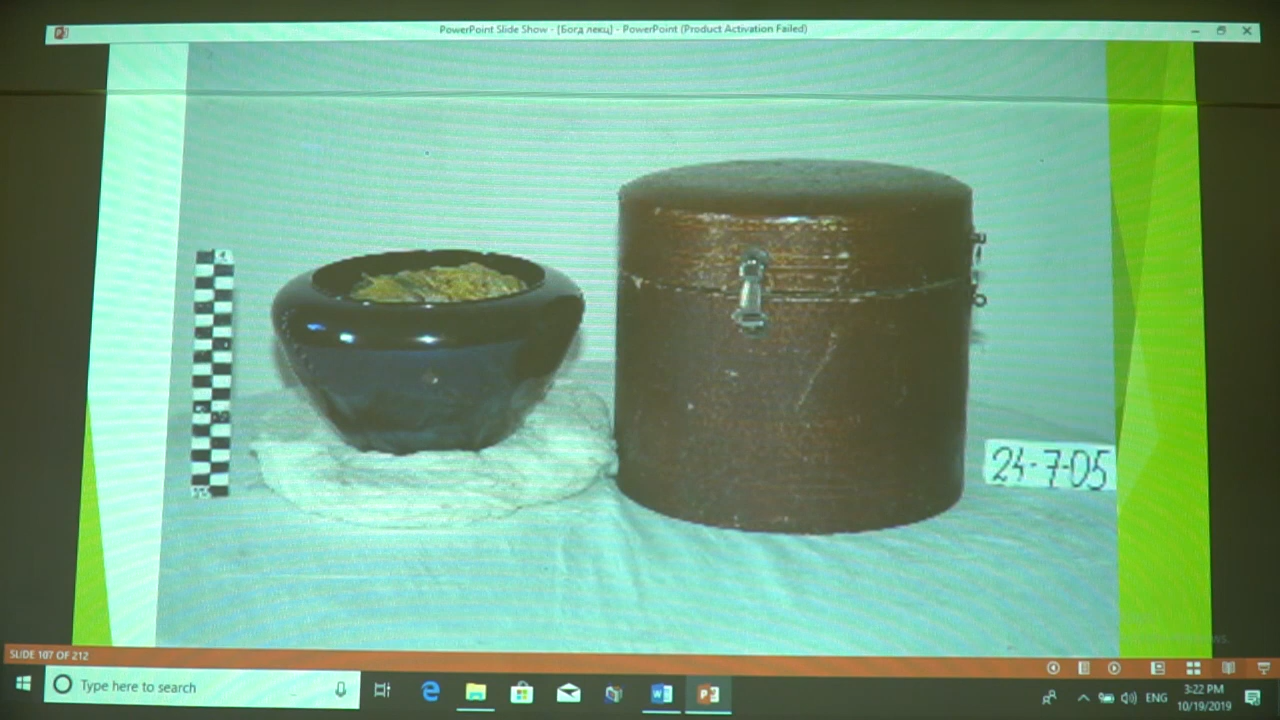 PowerPoint Slide Show - [Богд лекц] - PowerPoint (Product Activation Failed)
24-7-05
SLIDE 107 OF 212
Type here to search
ENG
3:22 PM
10/19/2019